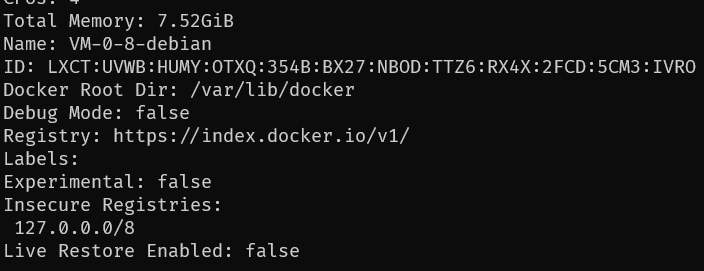 CPUs: 4
Total Memory: 7.52GiB
Name: VM-0-8-debian
ID: LXCT:UVWB:HUMY:OTXQ:354B:BX27:NBOD:TTZ6:RX4X:2FCD:5CM3:IVRO
Docker Root Dir: /var/lib/docker
Debug Mode: false
Registry: https://index.docker.io/v1/
Labels:
Experimental: false
Insecure Registries:
 127.0.0.0/8
Live Restore Enabled: false